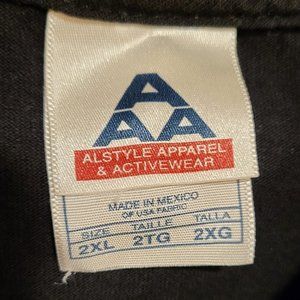 A
A A
ALSTYLE APPAREL
& ACTIVEWEAR
MADE IN MEXICO
OF USA FABRIC
SIZE TAILLE TALLA
2XL 2TG 2XG